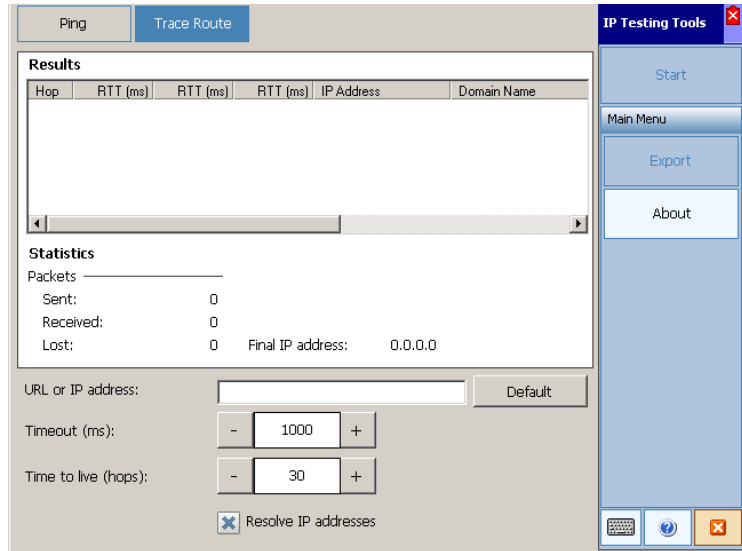 Ping Trace Route
Results
Hop RTT (ms) RTT (ms) RTT (ms) IP Address Domain Name
Statistics
Packets
Sent: 0
Received: 0
Lost: 0 Final IP address: 0.0.0.0
URL or IP address: Default
Timeout (ms): - 1000 +
Time to live (hops): - 30 +
Resolve IP addresses
IP Testing Tools
Start
Main Menu
Export
About